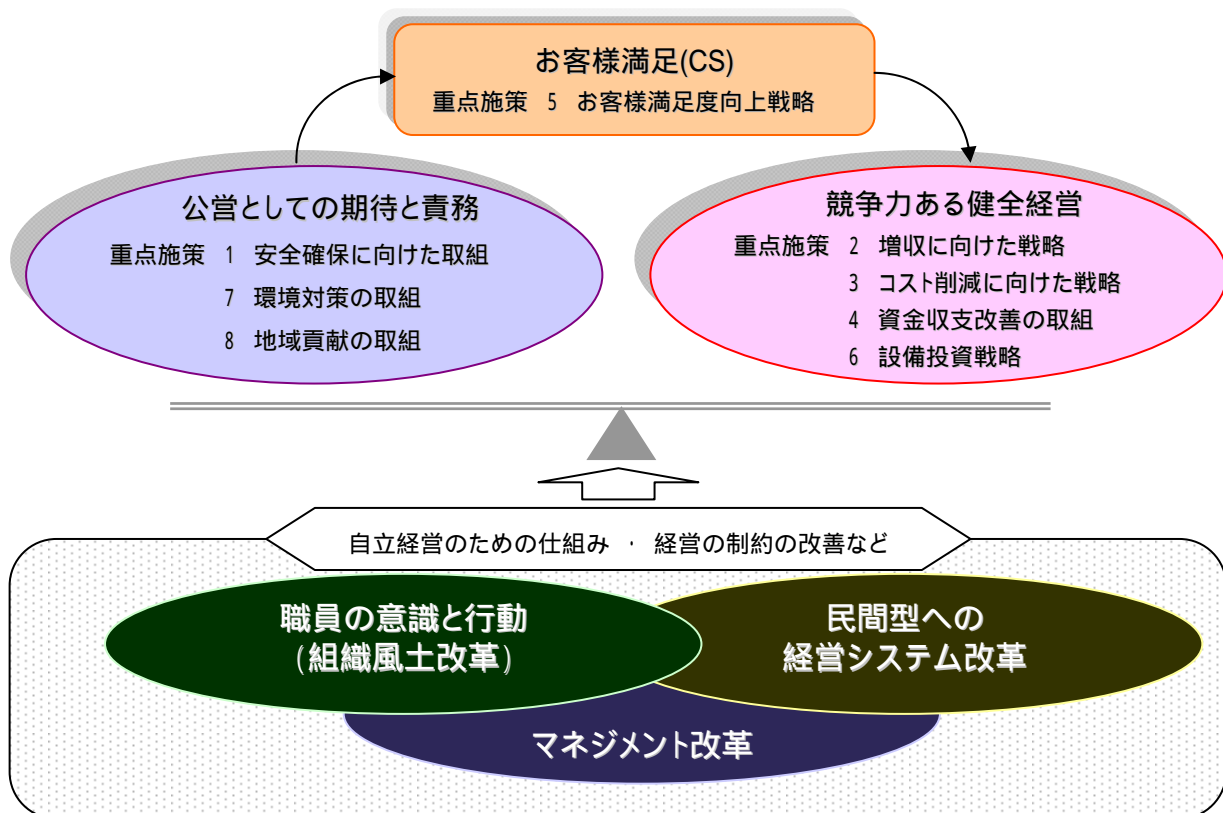 お客様満足(CS)
重点施策 5 お客様満足度向上戦略
公営としての期待と責務
重点施策 1 安全確保に向けた取組
7 環境対策の取組
8 地域貢献の取組
競争力ある健全経営
重点施策 2 増収に向けた戦略
3 コスト削減に向けた戦略
4 資金収支改善の取組
6 設備投資戦略
自立経営のための仕組み ・ 経営の制約の改善など
職員の意識と行動
(組織風土改革)
民間型への
経営システム改革
マネジメント改革